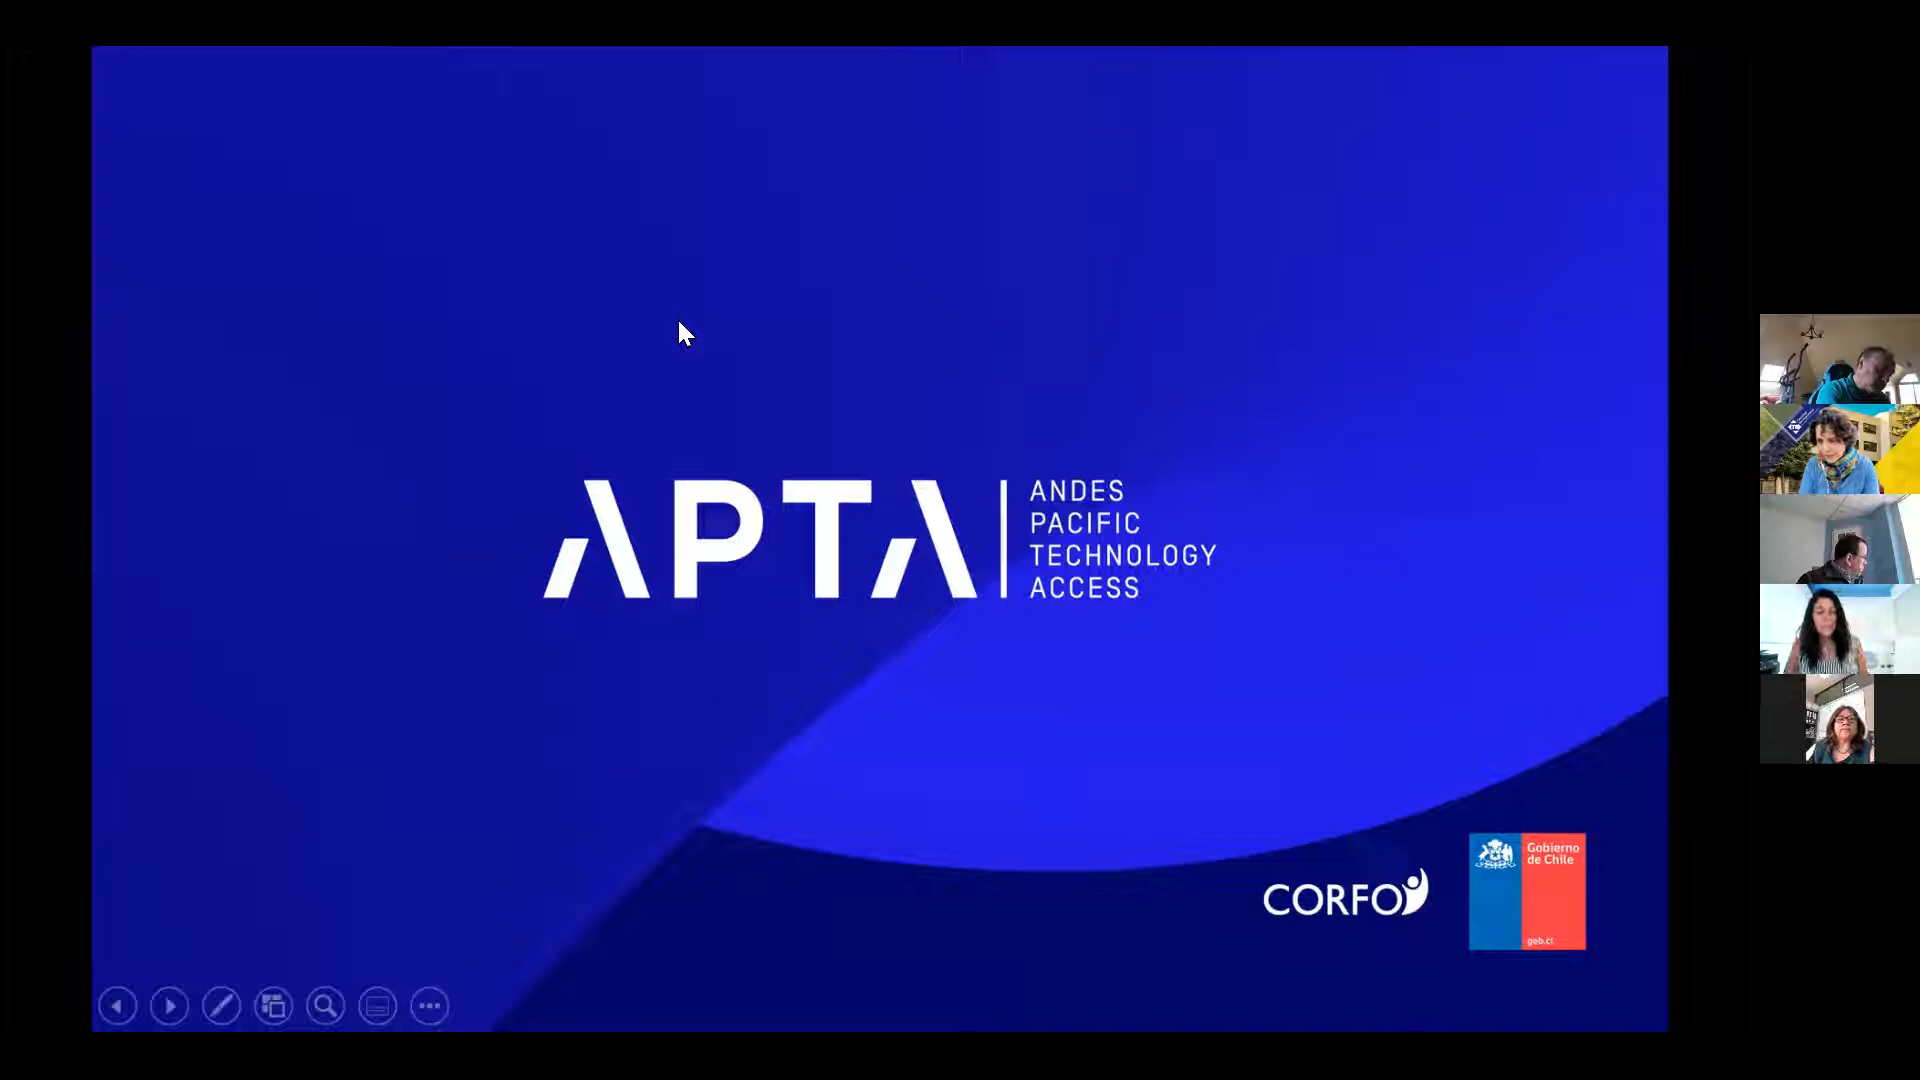 APTA
ANDES
PACIFIC
TECHNOLOGY
ACCESS
CORFO
Gobierno
de Chile
gob.cl